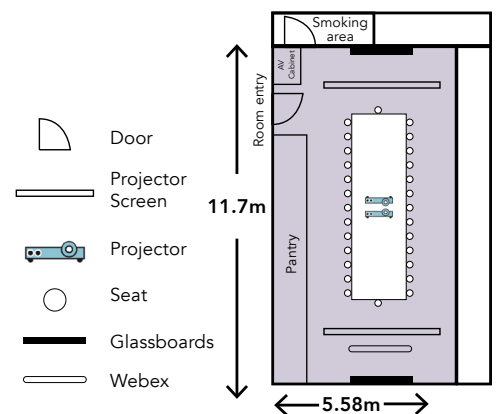 Smoking
area
AV
Cabinet
Room entry
Door
Projector
Screen
11.7m
Projector
Pantry
Seat
Glassboards
Webex
5.58m